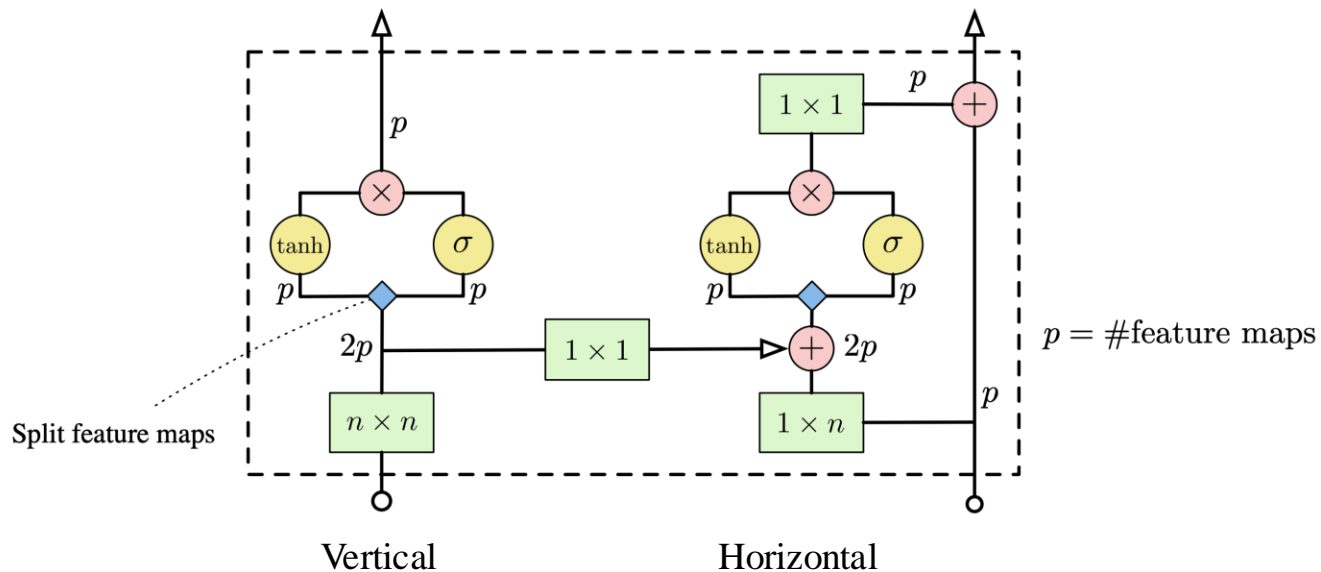 p
p
1 × 1
+
×
×
tanh
σ
tanh
σ
p
p
p
p
2p
1 × 1
+
2p
p = #feature maps
p
n × n
1 × n
Split feature maps
Vertical
Horizontal